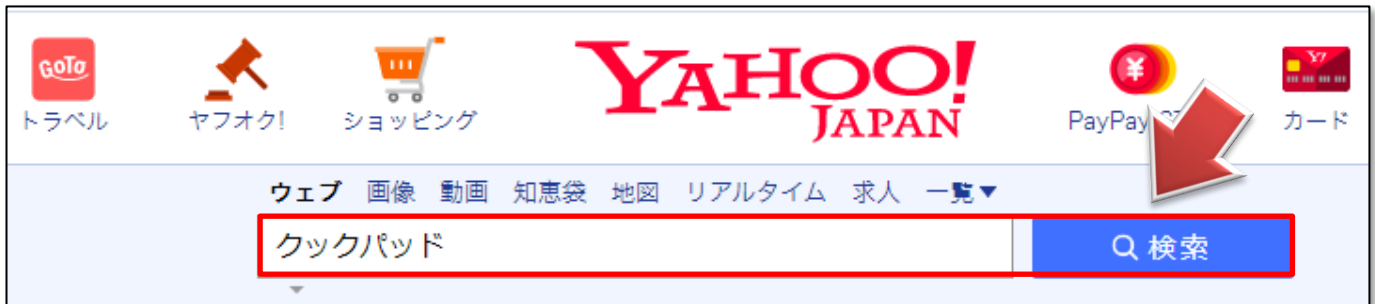 GoTo
トラベル
ヤフオク!
ショッピング
YAHOO!
JAPAN
PayPay
Y7
カード
ウェブ 画像 動画 知恵袋 地図 リアルタイム 求人 一覧▼
クックパッド
検索